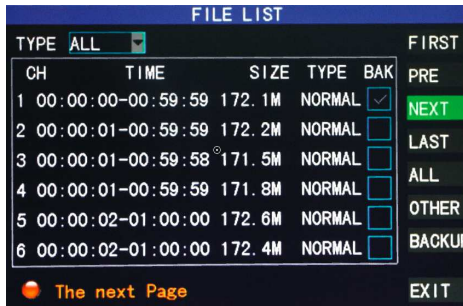 FILE LIST
TYPE ALL
CH TIME SIZE TYPE BAK
1 00:00:00-00:59:59 172.1M NORMAL
2 00:00:01-00:59:59 172.2M NORMAL
3 00:00:01-00:59:58 171.5M NORMAL
4 00:00:01-00:59:59 171.8M NORMAL
5 00:00:02-01:00:00 172.6M NORMAL
6 00:00:02-01:00:00 172.4M NORMAL
The next Page
FIRST
PRE
NEXT
LAST
ALL
OTHER
BACKU
EXIT